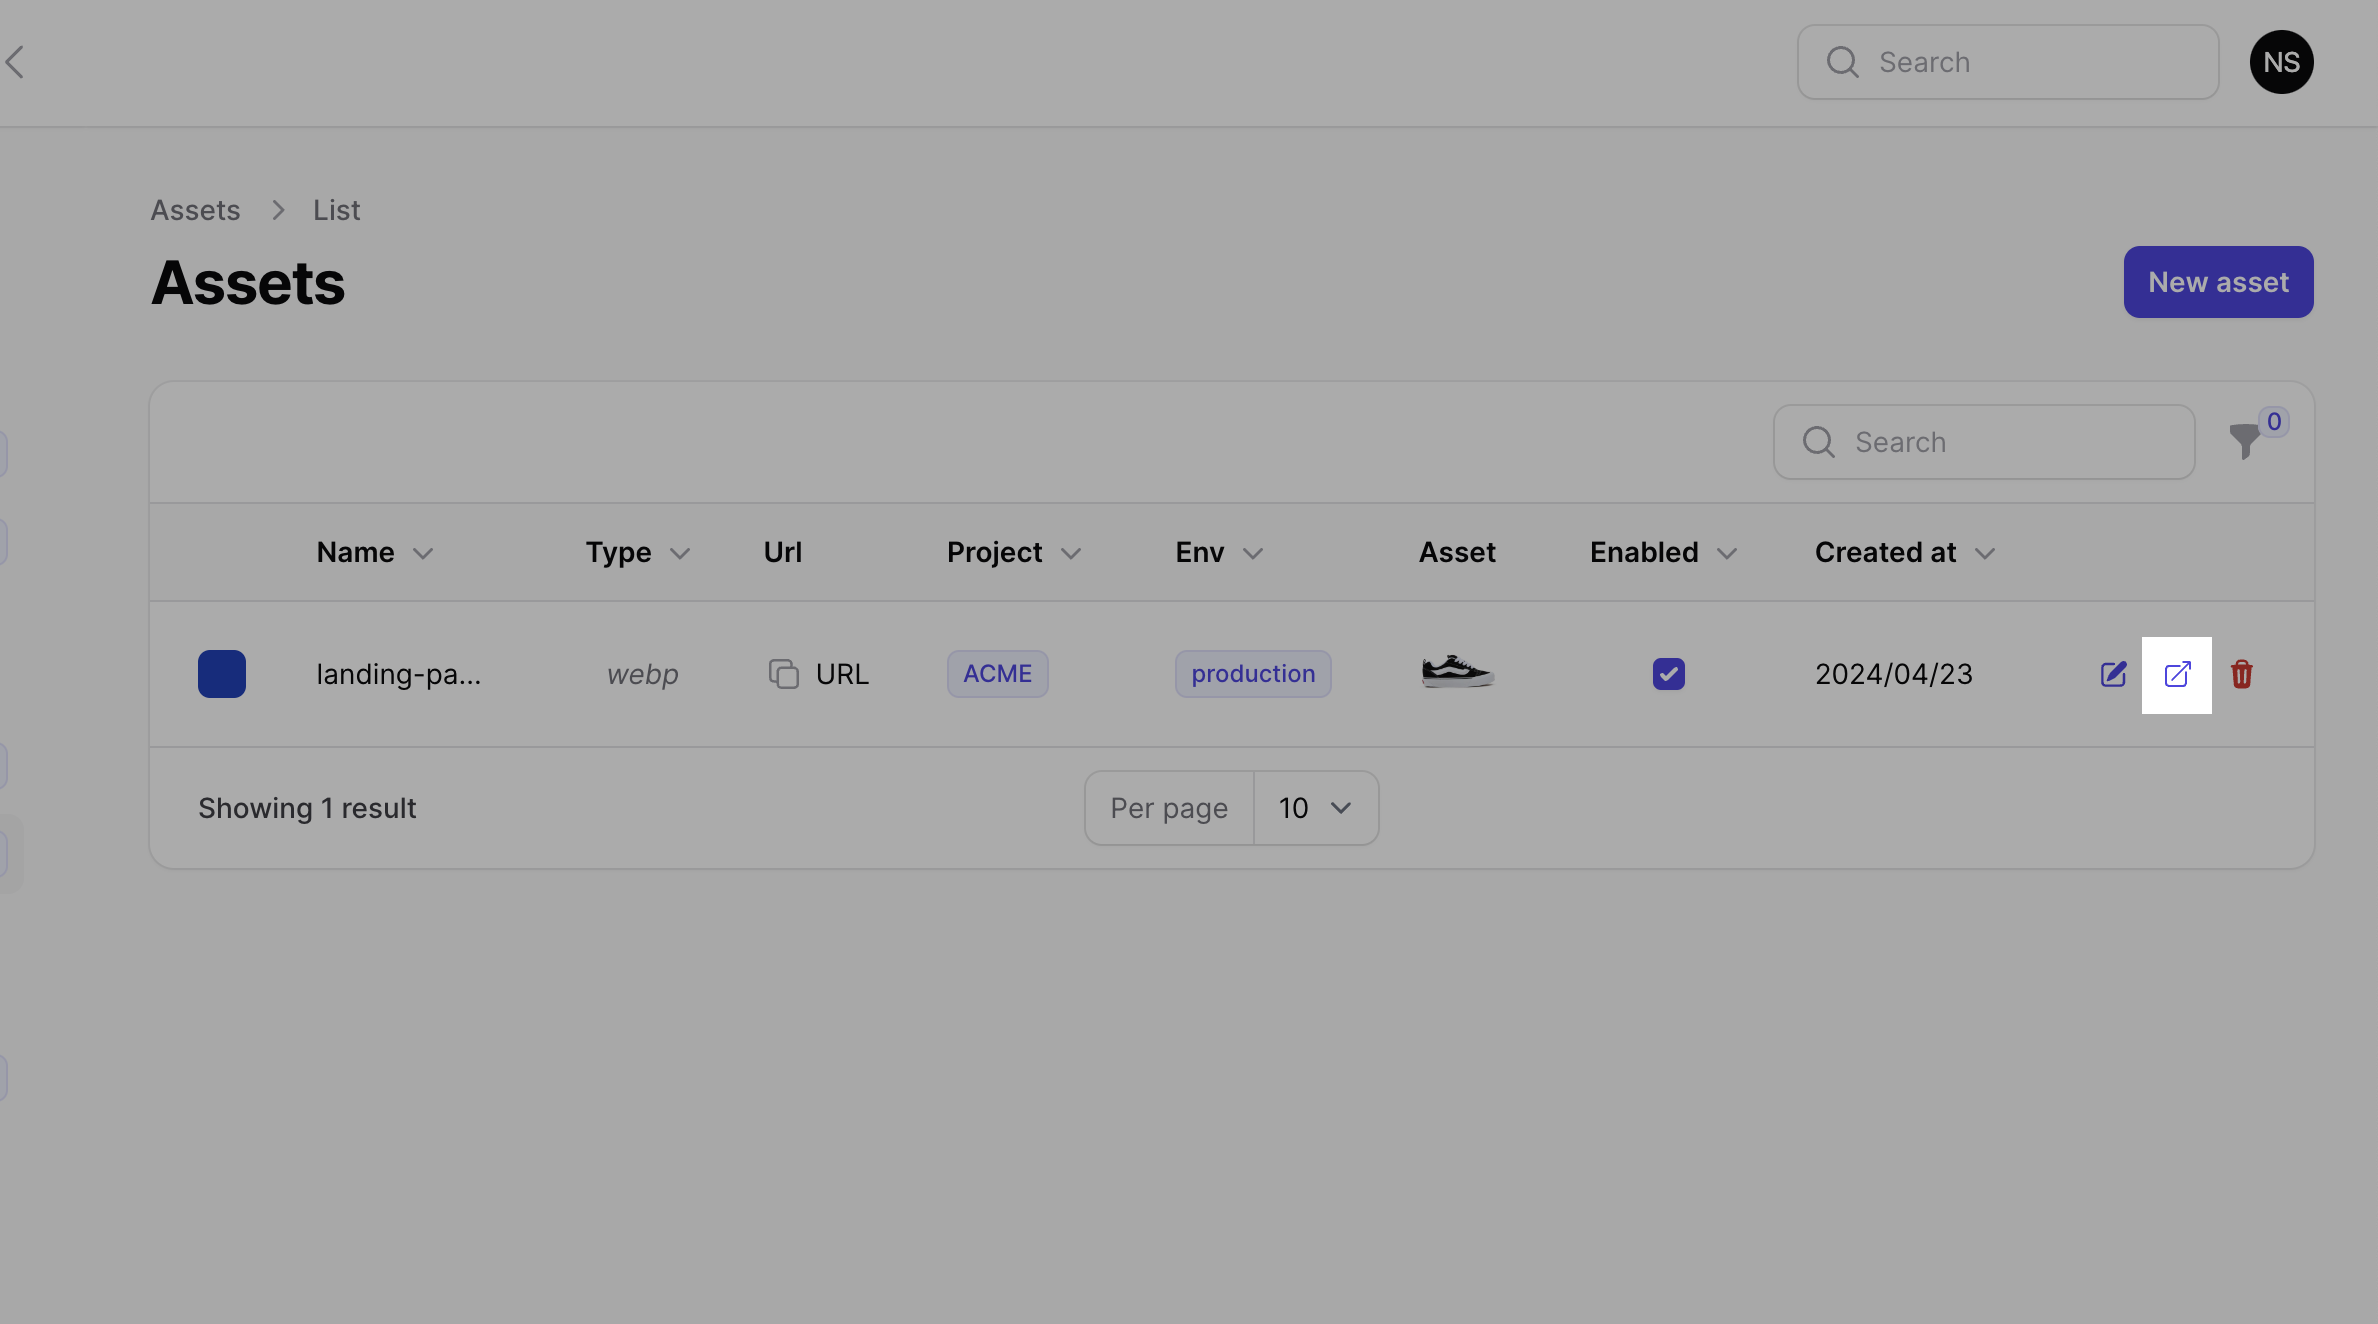 Search NS
Assets List
Assets
New asset
Search 0
Name Type Url Project Env Asset Enabled Created at
landing-pa... webp URL ACME production 2024/04/23
Showing 1 result Per page 10